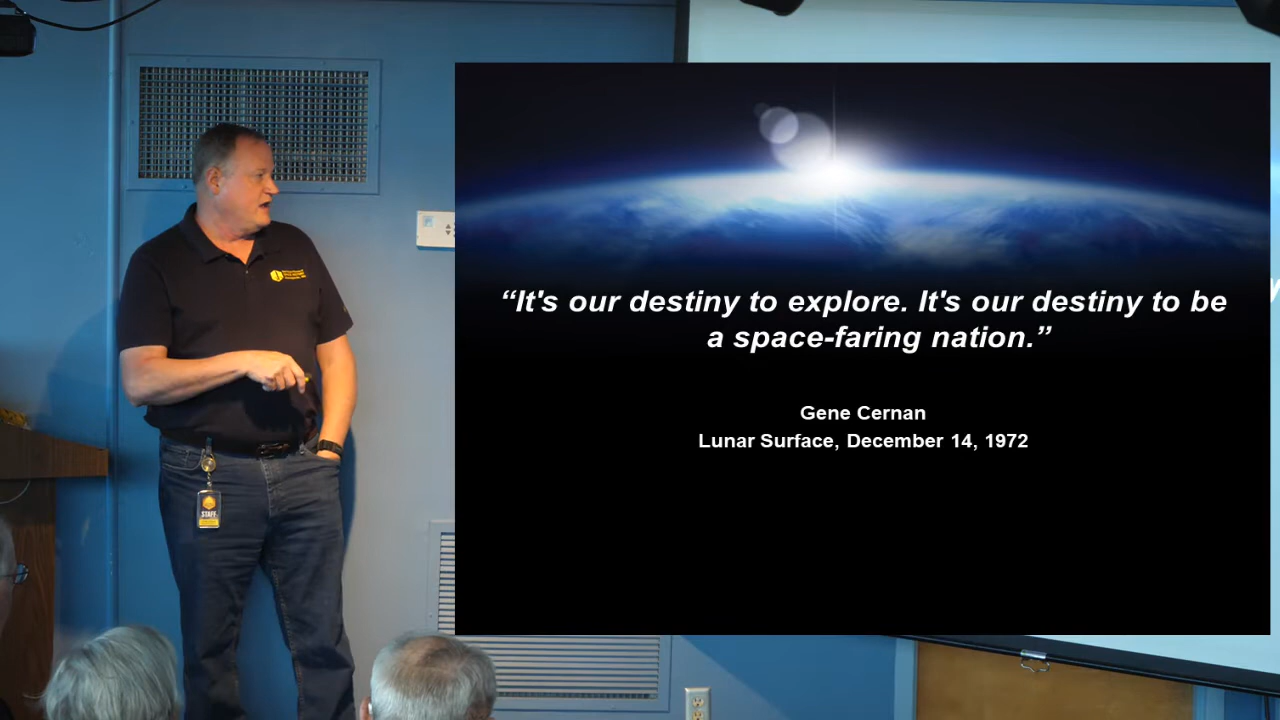 “It's our destiny to explore. It's our destiny to be
a space-faring nation.”
Gene Cernan
Lunar Surface, December 14, 1972
STAFF